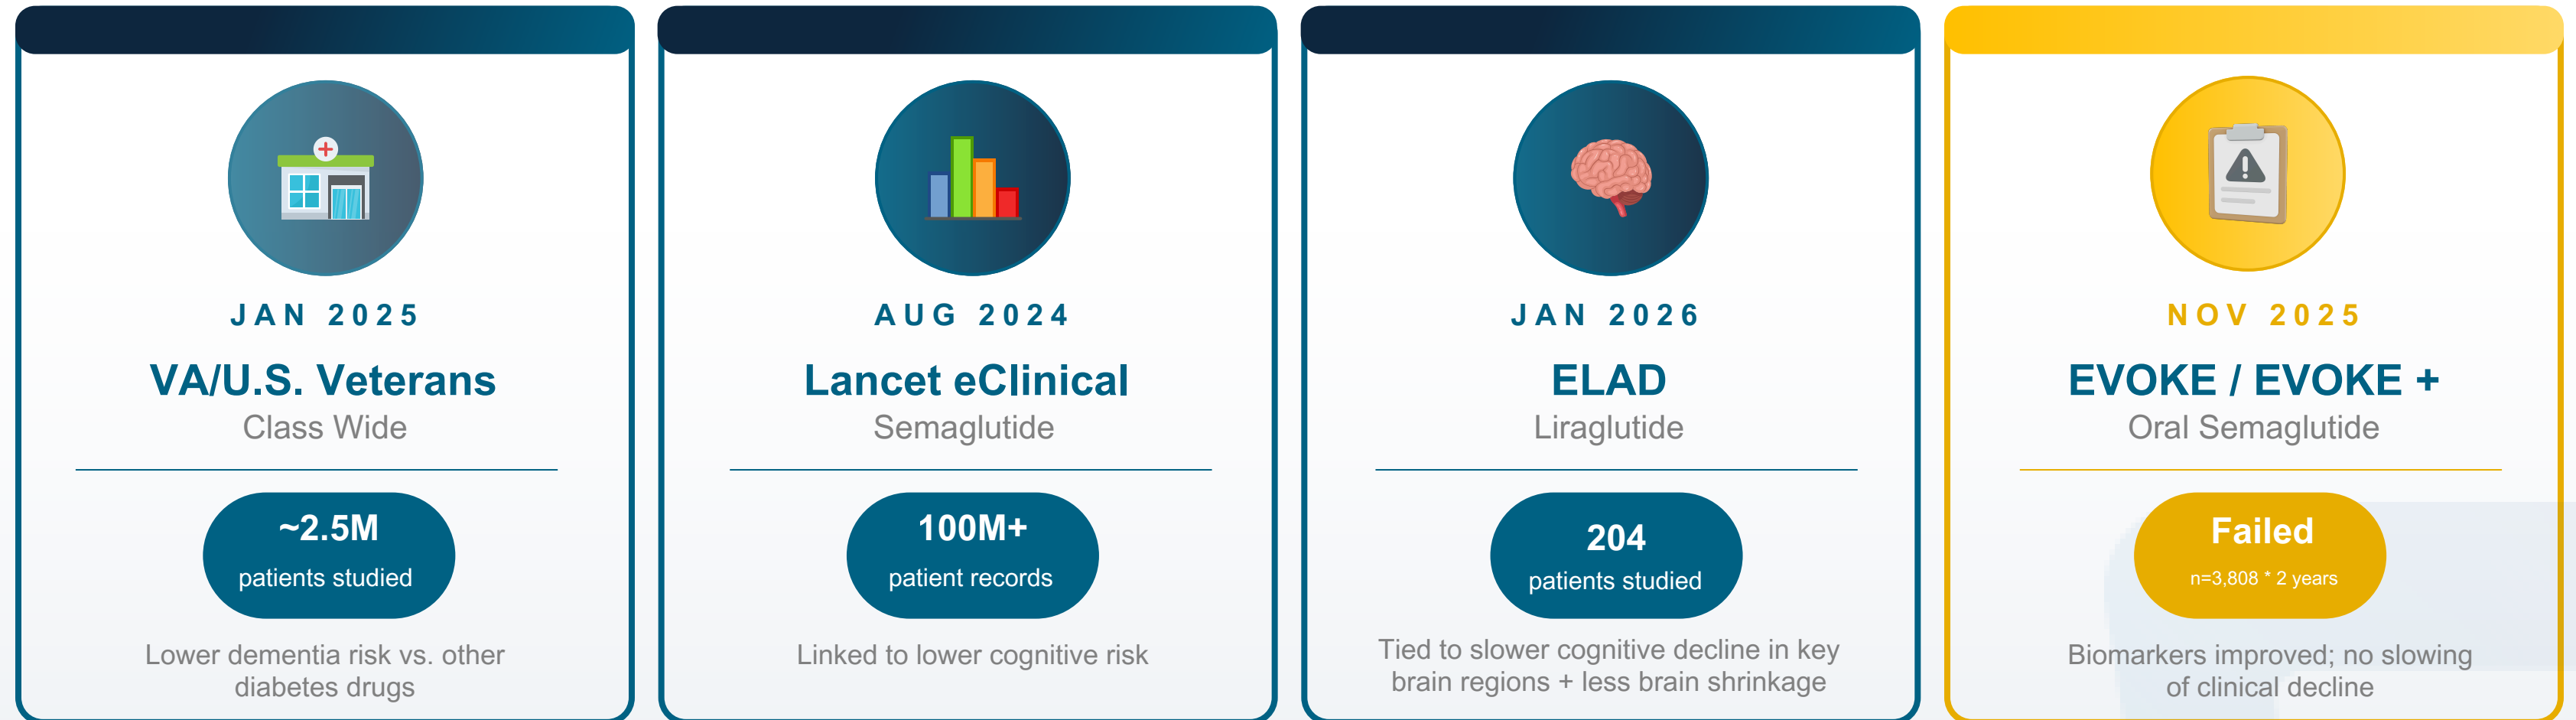 JAN 2025
VA/U.S. Veterans
Class Wide
~2.5M
patients studied
Lower dementia risk vs. other
diabetes drugs
AUG 2024
Lancet eClinical
Semaglutide
100M+
patient records
Linked to lower cognitive risk
JAN 2026
ELAD
Liraglutide
204
patients studied
Tied to slower cognitive decline in key
brain regions + less brain shrinkage
NOV 2025
EVOKE / EVOKE +
Oral Semaglutide
Failed
n=3,808 * 2 years
Biomarkers improved; no slowing
of clinical decline